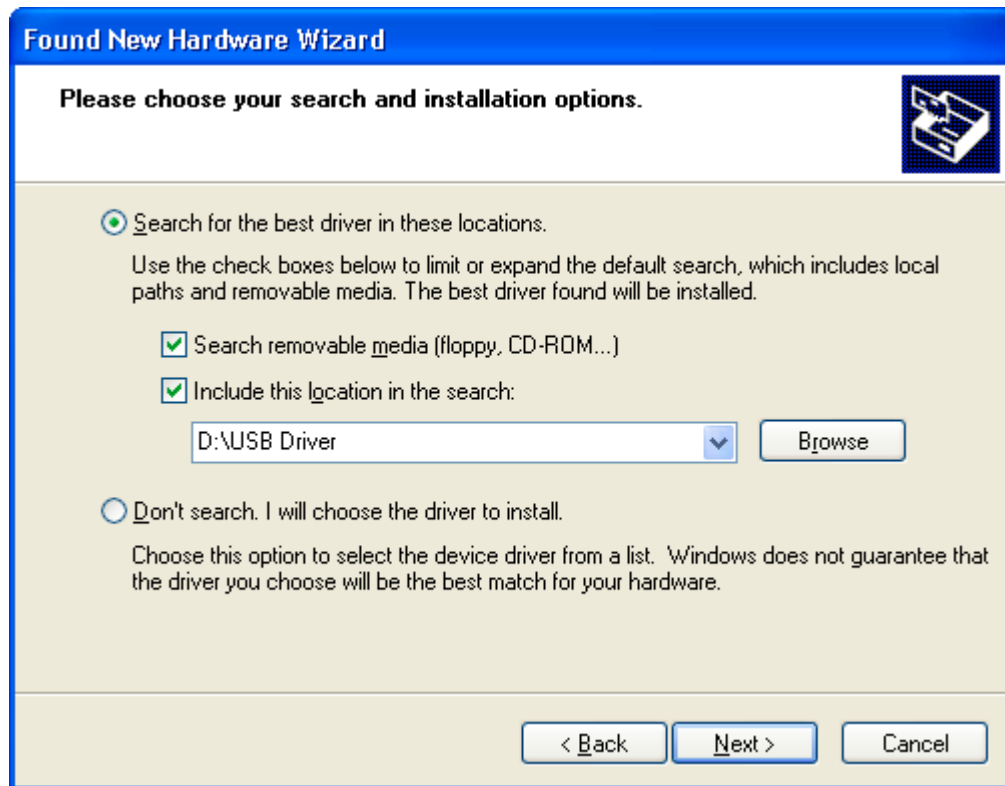 Found New Hardware Wizard
Please choose your search and installation options.
Search for the best driver in these locations.
Use the check boxes below to limit or expand the default search, which includes local
paths and removable media. The best driver found will be installed.
Search removable media (floppy, CD-ROM...)
Include this location in the search:
D:\USB Driver
Browse
Don't search. I will choose the driver to install.
Choose this option to select the device driver from a list.  Windows does not guarantee that
the driver you choose will be the best match for your hardware.
< Back
Next >
Cancel